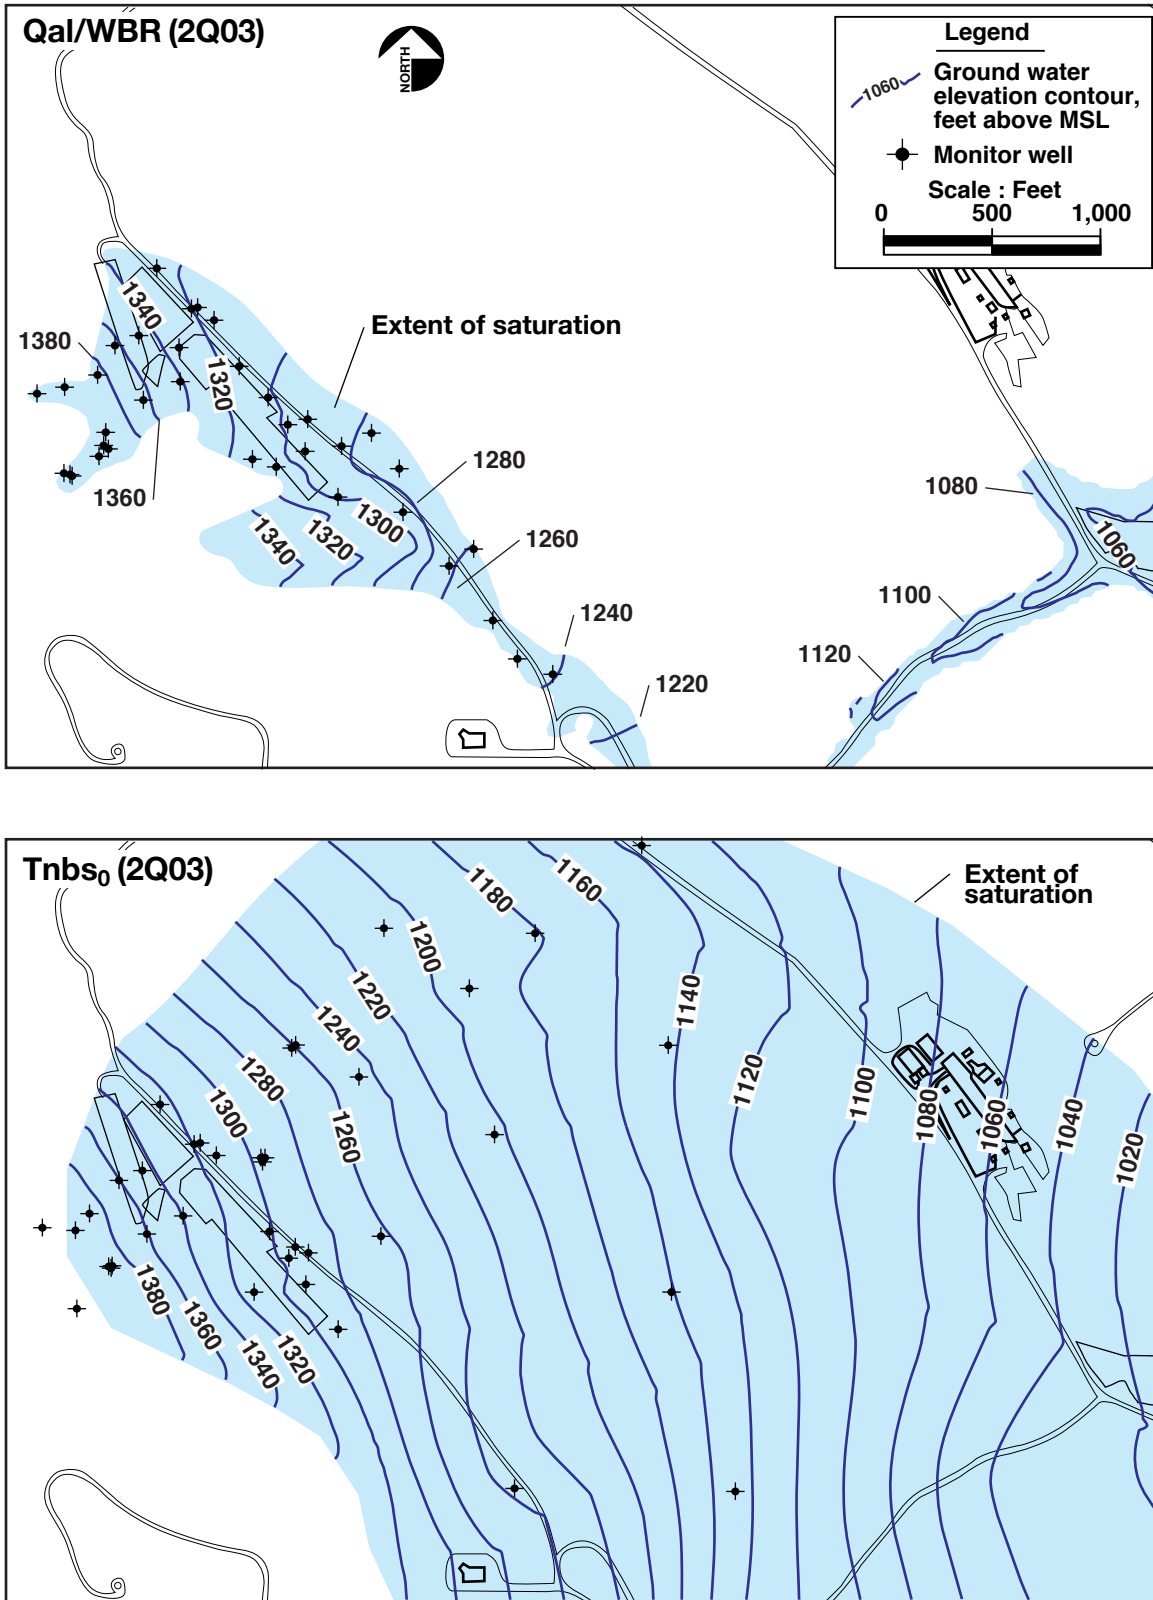 Qal/WBR (2Q03)
NORTH
Legend
1060
Ground water
elevation contour,
feet above MSL
Monitor well
Scale : Feet
0 500 1,000
1340
1380
Extent of saturation
1320
1360
1280
1300
1320
1340
1260
1240
1220
1080
1060
1100
1120
Tnbs₀ (2Q03)
Extent of
saturation
1180
1160
1200
1220
1240
1140
1280
1300
1260
1120
1100
1080
1060
1040
1020
1380
1360
1340
1320